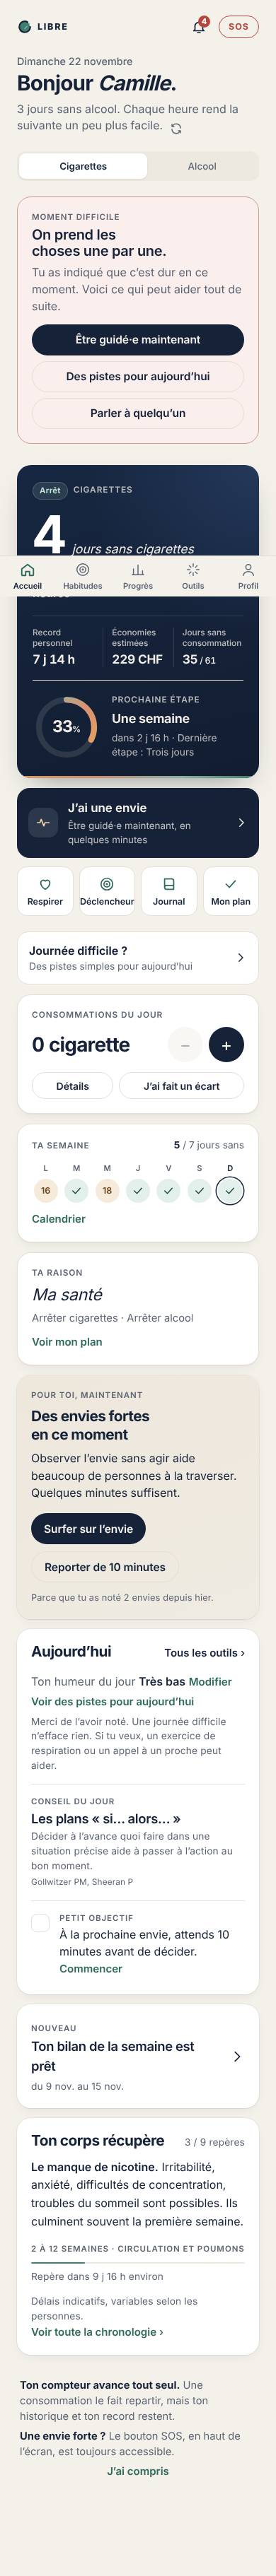 LIBRE
4
SOS
Dimanche 22 novembre
Bonjour Camille.
3 jours sans alcool. Chaque heure rend la
suivante un peu plus facile.
Cigarettes
Alcool
MOMENT DIFFICILE
On prend les
choses une par une.
Tu as indiqué que c’est dur en ce
moment. Voici ce qui peut aider tout de
suite.
Être guidé·e maintenant
Des pistes pour aujourd’hui
Parler à quelqu’un
Arrêt CIGARETTES
4 jours sans cigarettes
Accueil
Habitudes
Progrès
Outils
Profil
Record
personnel
7 j 14 h
Économies
estimées
229 CHF
Jours sans
consommation
35 / 61
33%
PROCHAINE ÉTAPE
Une semaine
dans 2 j 16 h · Dernière
étape : Trois jours
J’ai une envie
Être guidé·e maintenant, en
quelques minutes
Respirer
Déclencheur
Journal
Mon plan
Journée difficile ?
Des pistes simples pour aujourd’hui
CONSOMMATIONS DU JOUR
0 cigarette
−
+
Détails
J’ai fait un écart
TA SEMAINE
5 / 7 jours sans
L M M J V S D
16 18
Calendrier
TA RAISON
Ma santé
Arrêter cigarettes · Arrêter alcool
Voir mon plan
POUR TOI, MAINTENANT
Des envies fortes
en ce moment
Observer l’envie sans agir aide
beaucoup de personnes à la traverser.
Quelques minutes suffisent.
Surfer sur l’envie
Reporter de 10 minutes
Parce que tu as noté 2 envies depuis hier.
Aujourd’hui
Tous les outils ›
Ton humeur du jour Très bas Modifier
Voir des pistes pour aujourd’hui
Merci de l’avoir noté. Une journée difficile
n’efface rien. Si tu veux, un exercice de
respiration ou un appel à un proche peut
aider.
CONSEIL DU JOUR
Les plans « si… alors… »
Décider à l’avance quoi faire dans une
situation précise aide à passer à l’action au
bon moment.
Gollwitzer PM, Sheeran P
PETIT OBJECTIF
À la prochaine envie, attends 10
minutes avant de décider.
Commencer
NOUVEAU
Ton bilan de la semaine est
prêt
du 9 nov. au 15 nov.
Ton corps récupère
3 / 9 repères
Le manque de nicotine. Irritabilité,
anxiété, difficultés de concentration,
troubles du sommeil sont possibles. Ils
culminent souvent la première semaine.
2 À 12 SEMAINES · CIRCULATION ET POUMONS
Repère dans 9 j 16 h environ
Délais indicatifs, variables selon les
personnes.
Voir toute la chronologie ›
Ton compteur avance tout seul. Une
consommation le fait repartir, mais ton
historique et ton record restent.
Une envie forte ? Le bouton SOS, en haut de
l’écran, est toujours accessible.
J’ai compris